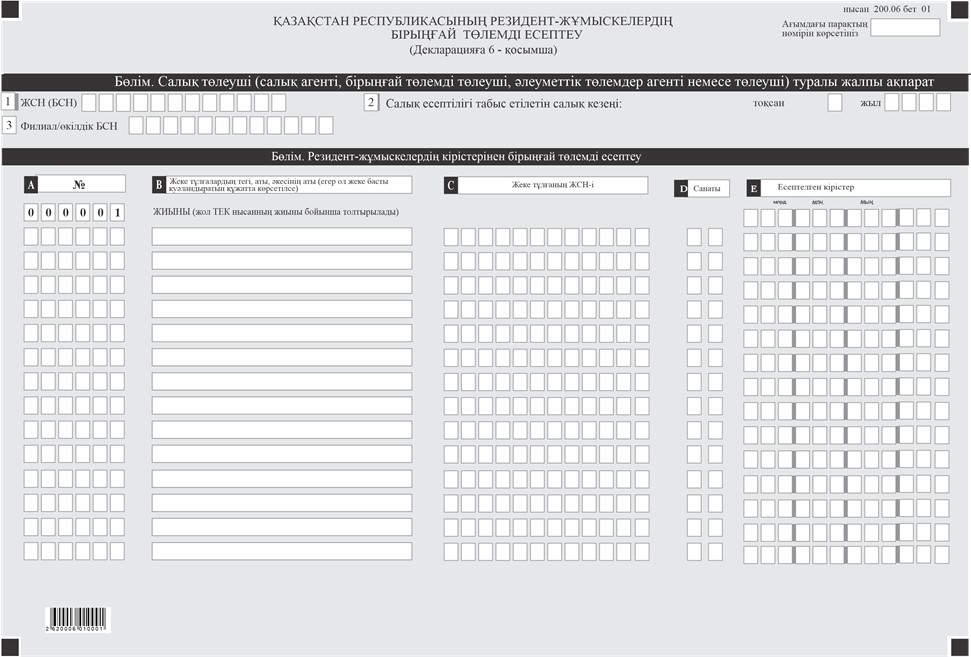 нысан 200.06 бет 01
ҚАЗАҚСТАН РЕСПУБЛИКАСЫНЫҢ РЕЗИДЕНТ-ЖҰМЫСКЕЛЕРДІҢ
БІРЫҢҒАЙ ТӨЛЕМДІ ЕСЕПТЕУ
(Декларацияға 6 - қосымша)
Ағымдағы парақтың
нөмірін көрсетіңіз
Бөлім. Салық төлеуші (салық агенті, бірыңғай төлемді төлеуші, әлеуметтік төлемдер агенті немесе төлеуші) туралы жалпы ақпарат
1 ЖСН (БСН)
2 Салық есептілігі табыс етілетін салық кезеңі: тоқсан жыл
3 Филиал/өкілдік БСН
Бөлім. Резидент-жұмыскелердің кірістерінен бірыңғай төлемді есептеу
A №
B Жеке тұлғалардың тегі, аты, әкесінің аты (егер ол жеке басты
куәландыратын құжатта көрсетілсе)
C Жеке тұлғаның ЖСН-і
D Санаты
E Есептелген кірістер
млрд. млн. мың.
0 0 0 0 0 1 ЖИЫНЫ (жол ТЕК нысанның жиыны бойынша толтырылады)
2 620006 010001